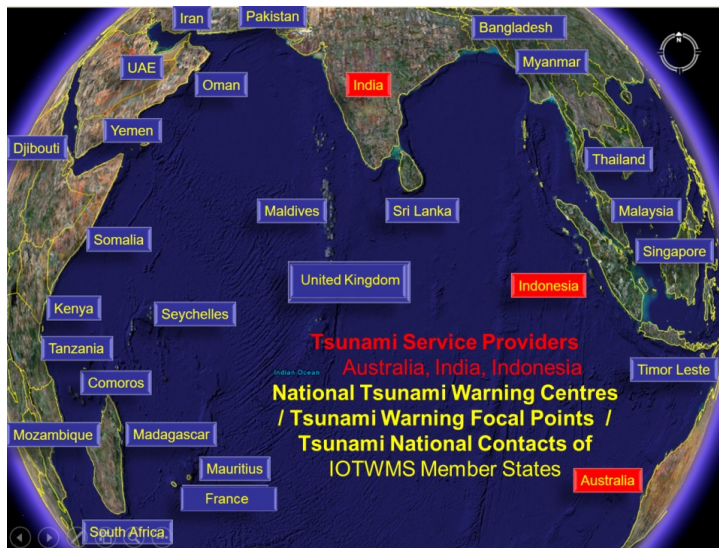 Iran
Pakistan
Bangladesh
N
UAE
Oman
India
Myanmar
Yemen
Djibouti
Thailand
Maldives
Sri Lanka
Malaysia
Somalia
Singapore
United Kingdom
Indonesia
Kenya
Seychelles
Tanzania
Tsunami Service Providers
Australia, India, Indonesia
Indian Ocean
Timor Leste
Comoros
National Tsunami Warning Centres
/ Tsunami Warning Focal Points /
Tsunami National Contacts of
IOTWMS Member States
Mozambique
Madagascar
Mauritius
France
Australia
South Africa